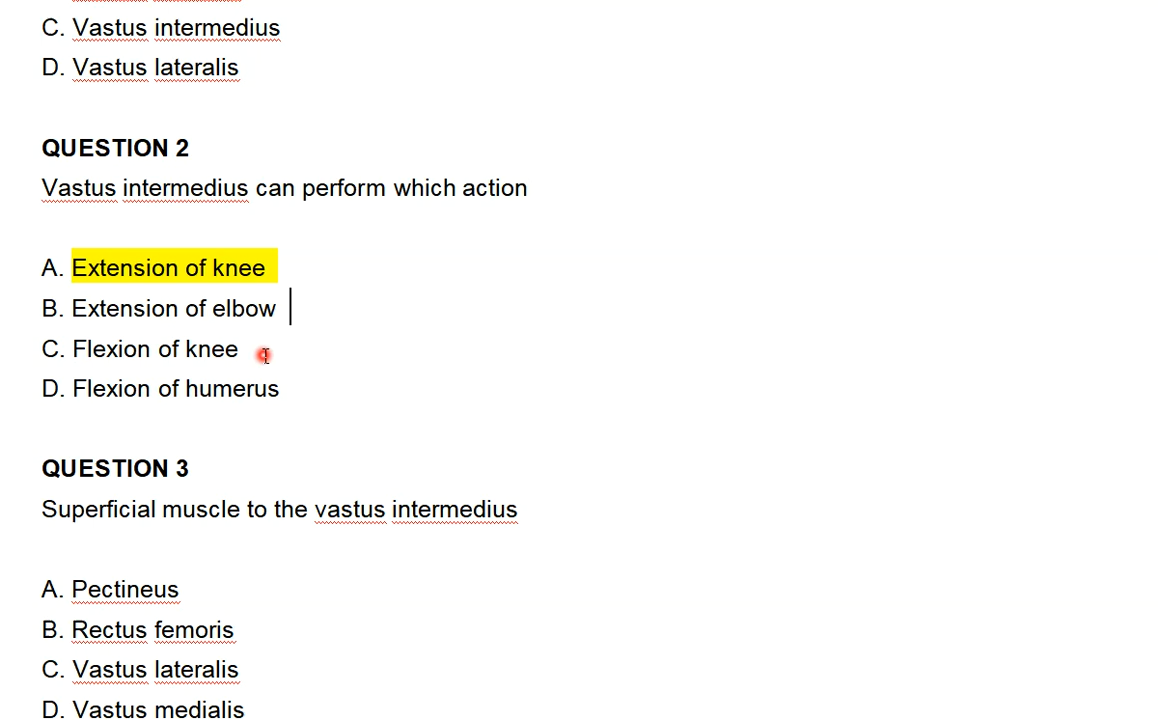 C. Vastus intermedius
D. Vastus lateralis
QUESTION 2
Vastus intermedius can perform which action
A. Extension of knee
B. Extension of elbow
C. Flexion of knee
D. Flexion of humerus
QUESTION 3
Superficial muscle to the vastus intermedius
A. Pectineus
B. Rectus femoris
C. Vastus lateralis
D. Vastus medialis